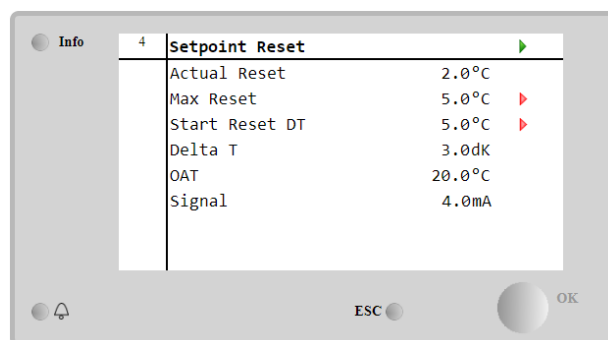 Info
4 Setpoint Reset
Actual Reset 2.0°C
Max Reset 5.0°C
Start Reset DT 5.0°C
Delta T 3.0dK
OAT 20.0°C
Signal 4.0mA
ESC OK